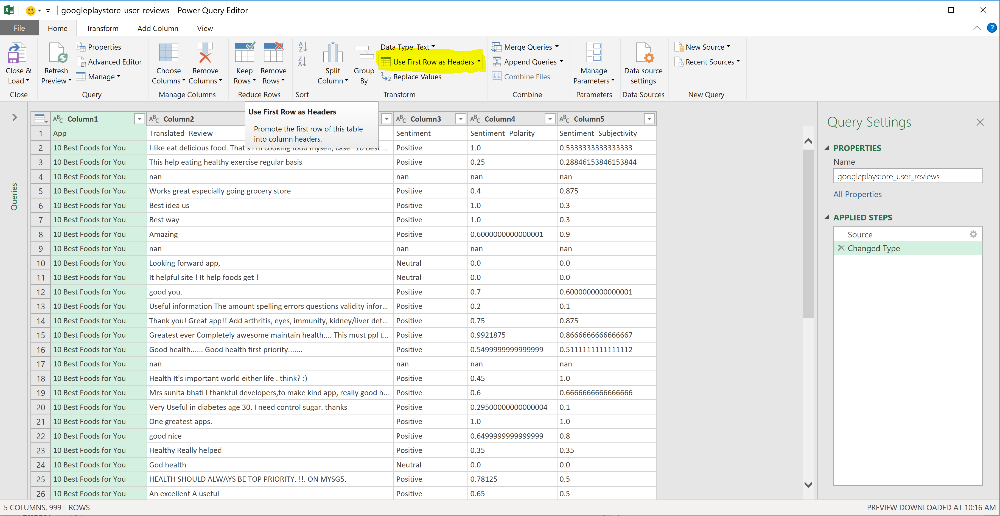 googleplaystore_user_reviews - Power Query Editor
File Home Transform Add Column View
Close & Load
Close
Refresh Preview
Properties
Advanced Editor
Manage
Query
Choose Columns
Remove Columns
Manage Columns
Keep Rows
Remove Rows
Reduce Rows
Sort
Split Column
Group By
Data Type: Text
Use First Row as Headers
Replace Values
Transform
Merge Queries
Append Queries
Combine Files
Combine
Manage Parameters
Parameters
Data source settings
Data Sources
New Source
Recent Sources
New Query
Use First Row as Headers
Promote the first row of this table
into column headers.
Queries
Column1 Column2 Column3 Column4 Column5
1 App Translated_Review Sentiment Sentiment_Polarity Sentiment_Subjectivity
2 10 Best Foods for You I like eat delicious food. That's I'm cooking food myself, case "10 Best ... Positive 1.0 0.5333333333333333
3 10 Best Foods for You This help eating healthy exercise regular basis Positive 0.25 0.28846153846153844
4 10 Best Foods for You nan nan nan nan
5 10 Best Foods for You Works great especially going grocery store Positive 0.4 0.875
6 10 Best Foods for You Best idea us Positive 1.0 0.3
7 10 Best Foods for You Best way Positive 1.0 0.3
8 10 Best Foods for You Amazing Positive 0.6000000000000001 0.9
9 10 Best Foods for You nan nan nan nan
10 10 Best Foods for You Looking forward app, Neutral 0.0 0.0
11 10 Best Foods for You It helpful site ! It help foods get ! Neutral 0.0 0.0
12 10 Best Foods for You good you. Positive 0.7 0.6000000000000001
13 10 Best Foods for You Useful information The amount spelling errors questions validity infor... Positive 0.2 0.1
14 10 Best Foods for You Thank you! Great app!! Add arthritis, eyes, immunity, kidney/liver det... Positive 0.75 0.875
15 10 Best Foods for You Greatest ever Completely awesome maintain health.... This must ppl t... Positive 0.9921875 0.8666666666666667
16 10 Best Foods for You Good health...... Good health first priority....... Positive 0.5499999999999999 0.5111111111111112
17 10 Best Foods for You nan nan nan nan
18 10 Best Foods for You Health It's important world either life . think? :) Positive 0.45 1.0
19 10 Best Foods for You Mrs sunita bhati I thankful developers,to make kind app, really good h... Positive 0.6 0.6666666666666666
20 10 Best Foods for You Very Useful in diabetes age 30. I need control sugar. thanks Positive 0.29500000000000004 0.1
21 10 Best Foods for You One greatest apps. Positive 1.0 1.0
22 10 Best Foods for You good nice Positive 0.6499999999999999 0.8
23 10 Best Foods for You Healthy Really helped Positive 0.35 0.35
24 10 Best Foods for You God health Neutral 0.0 0.0
25 10 Best Foods for You HEALTH SHOULD ALWAYS BE TOP PRIORITY. !!. ON MYSG5. Positive 0.78125 0.5
26 10 Best Foods for You An excellent A useful Positive 0.65 0.5
Query Settings
PROPERTIES
Name
googleplaystore_user_reviews
All Properties
APPLIED STEPS
Source
Changed Type
5 COLUMNS, 999+ ROWS
PREVIEW DOWNLOADED AT 10:16 AM